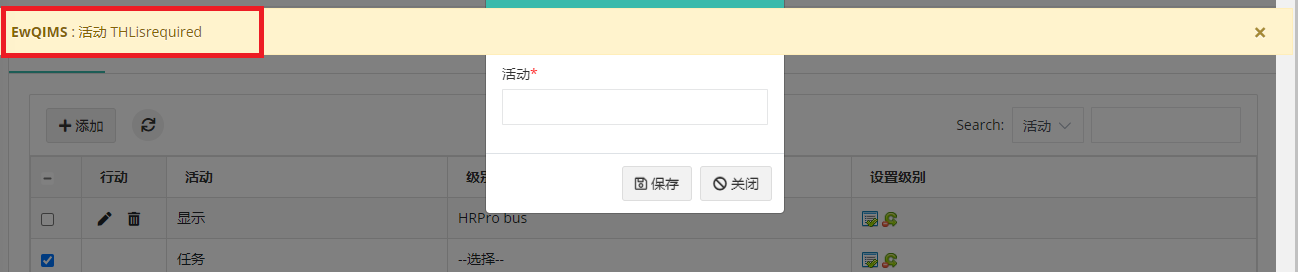 EwQIMS : 活动 THLisrequired
活动*
添加
Search: 活动
保存 关闭
行动 活动 级别 设置级别
显示 HRPro bus
任务 --选择--